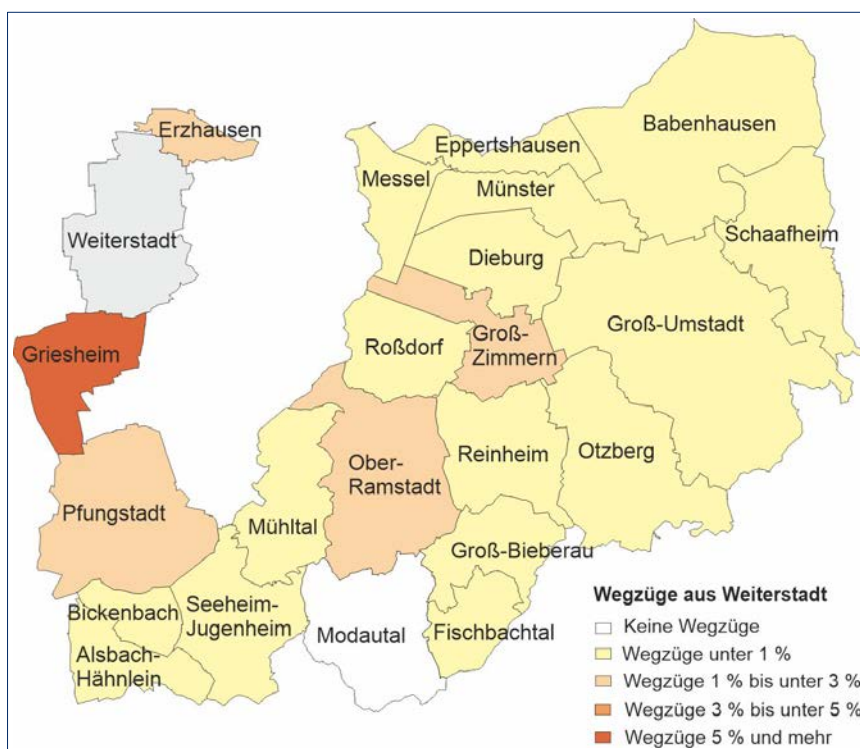 Babenhausen
Erzhausen
Eppertshausen
Messel
Münster
Schaafheim
Weiterstadt
Dieburg
Groß-Umstadt
Griesheim
Roßdorf
Groß-
Zimmern
Ober-
Ramstadt
Reinheim
Otzberg
Pfungstadt
Mühltal
Groß-Bieberau
Bickenbach
Seeheim-
Jugenheim
Modautal
Fischbachtal
Alsbach-
Hähnlein
Wegzüge aus Weiterstadt
Keine Wegzüge
Wegzüge unter 1 %
Wegzüge 1 % bis unter 3 %
Wegzüge 3 % bis unter 5 %
Wegzüge 5 % und mehr